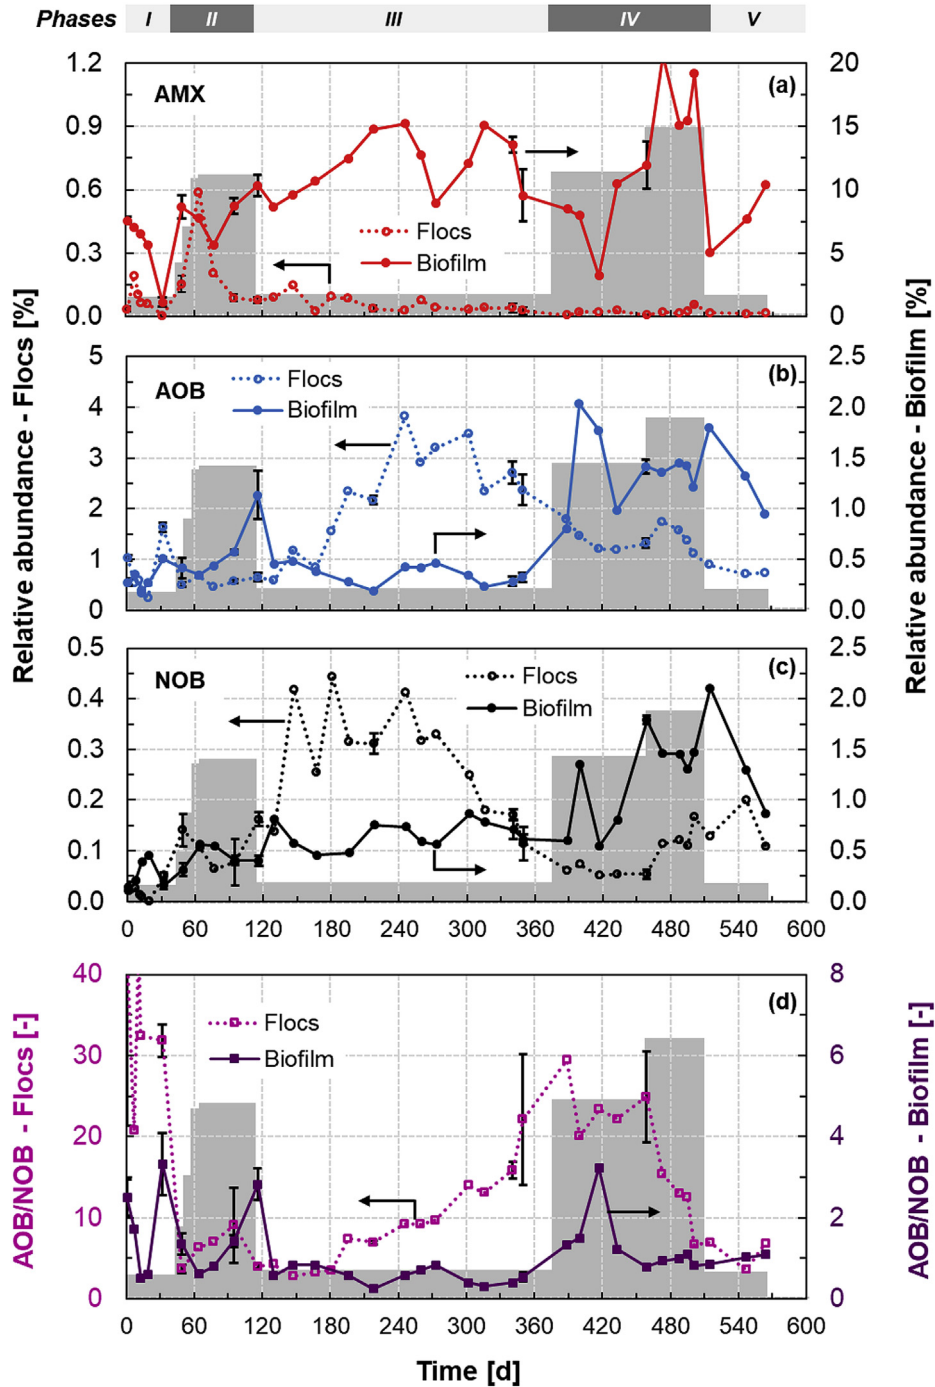 Phases I II III IV V
1.2 20
(a)
AMX
0.9 15
0.6 10
Flocs
0.3 5
Biofilm
0.0 0
Relative abundance - Flocs [%]
Relative abundance - Biofilm [%]
5 2.5
(b)
AOB
Flocs
4 2.0
Biofilm
3 1.5
2 1.0
1 0.5
0 0.0
0.5 2.5
(c)
NOB
Flocs
0.4 2.0
Biofilm
0.3 1.5
0.2 1.0
0.1 0.5
0.0 0.0
0 60 120 180 240 300 360 420 480 540 600
40 8
(d)
Flocs
Biofilm
30 6
20 4
10 2
0 0
AOB/NOB - Flocs [-]
AOB/NOB - Biofilm [-]
0 60 120 180 240 300 360 420 480 540 600
Time [d]